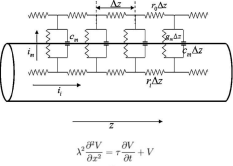 Δz
r₀Δz
i_m
c_m
g_mΔz
c_mΔz
i_i
r_iΔz
z
λ² ∂²V/∂x² = τ ∂V/∂t + V